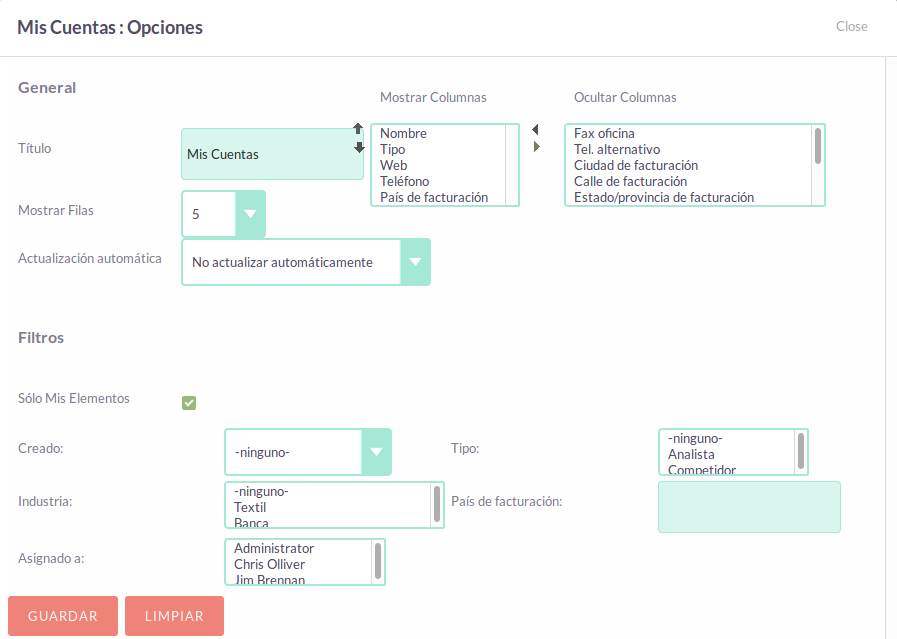 Mis Cuentas : Opciones
Close
General
Mostrar Columnas
Ocultar Columnas
Título
Mis Cuentas
Nombre
Tipo
Web
Teléfono
País de facturación
Fax oficina
Tel. alternativo
Ciudad de facturación
Calle de facturación
Estado/provincia de facturación
Mostrar Filas
5
Actualización automática
No actualizar automáticamente
Filtros
Sólo Mis Elementos
Creado:
-ninguno-
Tipo:
-ninguno-
Analista
Competidor
Industria:
-ninguno-
Textil
Banca
País de facturación:
Asignado a:
Administrator
Chris Olliver
Jim Brennan
GUARDAR
LIMPIAR